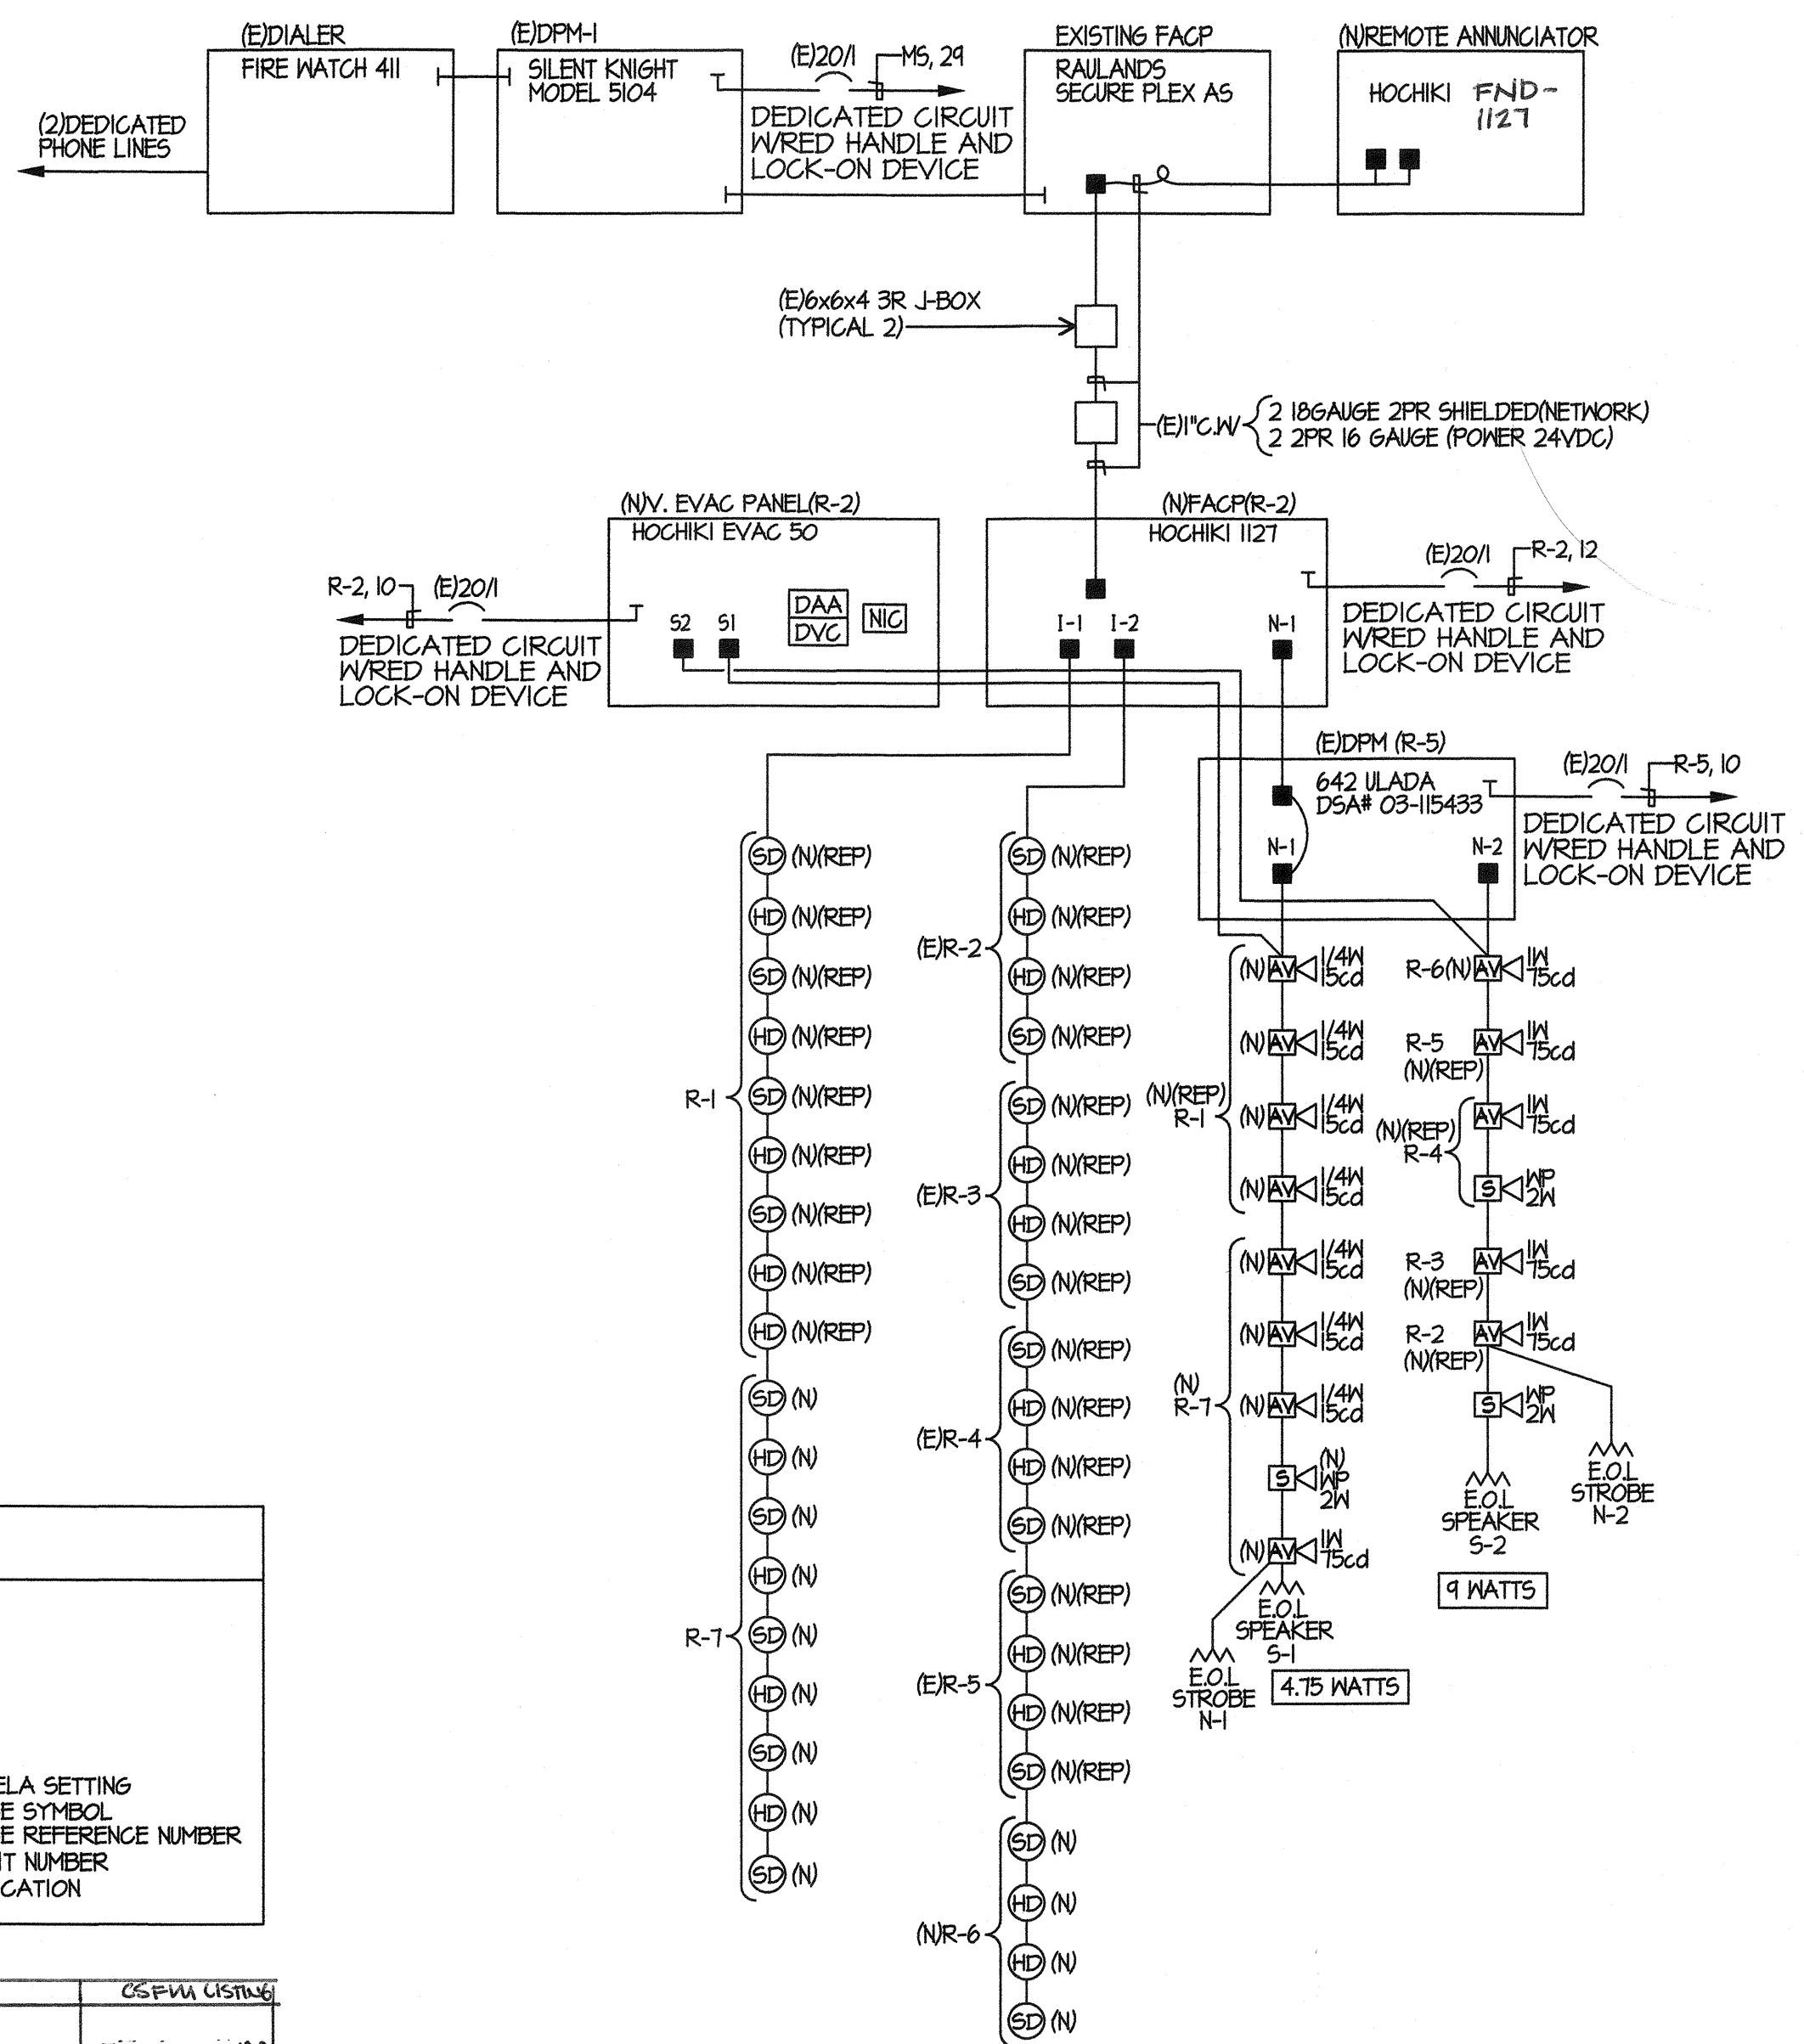 (E)DIALER
FIRE WATCH 411
(2)DEDICATED
PHONE LINES
(E)DPM-1
SILENT KNIGHT
MODEL 5104
(E)20/1
MS, 29
DEDICATED CIRCUIT
W/RED HANDLE AND
LOCK-ON DEVICE
EXISTING FACP
RAULANDS
SECURE PLEX AS
(N)REMOTE ANNUNCIATOR
HOCHIKI FND-
1127
(E)6x6x4 3R J-BOX
(TYPICAL 2)
(E)1"C.W/
2 18GAUGE 2PR SHIELDED(NETWORK)
2 2PR 16 GAUGE (POWER 24VDC)
(N)V. EVAC PANEL(R-2)
HOCHIKI EVAC 50
R-2, 10
(E)20/1
DEDICATED CIRCUIT
W/RED HANDLE AND
LOCK-ON DEVICE
S2 S1
DAA
DVC
NIC
(N)FACP(R-2)
HOCHIKI 1127
I-1 I-2
N-1
(E)20/1
R-2, 12
DEDICATED CIRCUIT
W/RED HANDLE AND
LOCK-ON DEVICE
(E)DPM (R-5)
642 ULADA
DSA# 03-115433
N-1
N-2
(E)20/1
R-5, 10
DEDICATED CIRCUIT
W/RED HANDLE AND
LOCK-ON DEVICE
R-1
SD (N)(REP)
HD (N)(REP)
SD (N)(REP)
HD (N)(REP)
SD (N)(REP)
HD (N)(REP)
SD (N)(REP)
HD (N)(REP)
HD (N)(REP)
R-7
SD (N)
HD (N)
SD (N)
HD (N)
SD (N)
HD (N)
SD (N)
HD (N)
SD (N)
(E)R-2
SD (N)(REP)
HD (N)(REP)
HD (N)(REP)
SD (N)(REP)
(E)R-3
SD (N)(REP)
HD (N)(REP)
HD (N)(REP)
SD (N)(REP)
(E)R-4
SD (N)(REP)
HD (N)(REP)
HD (N)(REP)
SD (N)(REP)
(E)R-5
SD (N)(REP)
HD (N)(REP)
HD (N)(REP)
SD (N)(REP)
(N)R-6
SD (N)
HD (N)
HD (N)
SD (N)
(N)(REP)
R-1
(N) AV 1/4W
15cd
(N) AV 1/4W
15cd
(N) AV 1/4W
15cd
(N) AV 1/4W
15cd
(N)
R-7
(N) AV 1/4W
15cd
(N) AV 1/4W
15cd
(N) AV 1/4W
15cd
S (N)
WP
2W
(N) AV 1W
75cd
E.O.L
SPEAKER
S-1
4.75 WATTS
E.O.L
STROBE
N-1
R-6(N) AV 1W
75cd
R-5
(N)(REP)
AV 1W
75cd
(N)(REP)
R-4
AV 1W
75cd
S WP
2W
R-3
(N)(REP)
AV 1W
75cd
R-2
(N)(REP)
AV 1W
75cd
S WP
2W
E.O.L
SPEAKER
S-2
9 WATTS
E.O.L
STROBE
N-2
ELA SETTING
E SYMBOL
E REFERENCE NUMBER
IT NUMBER
CATION
CSFM LISTING